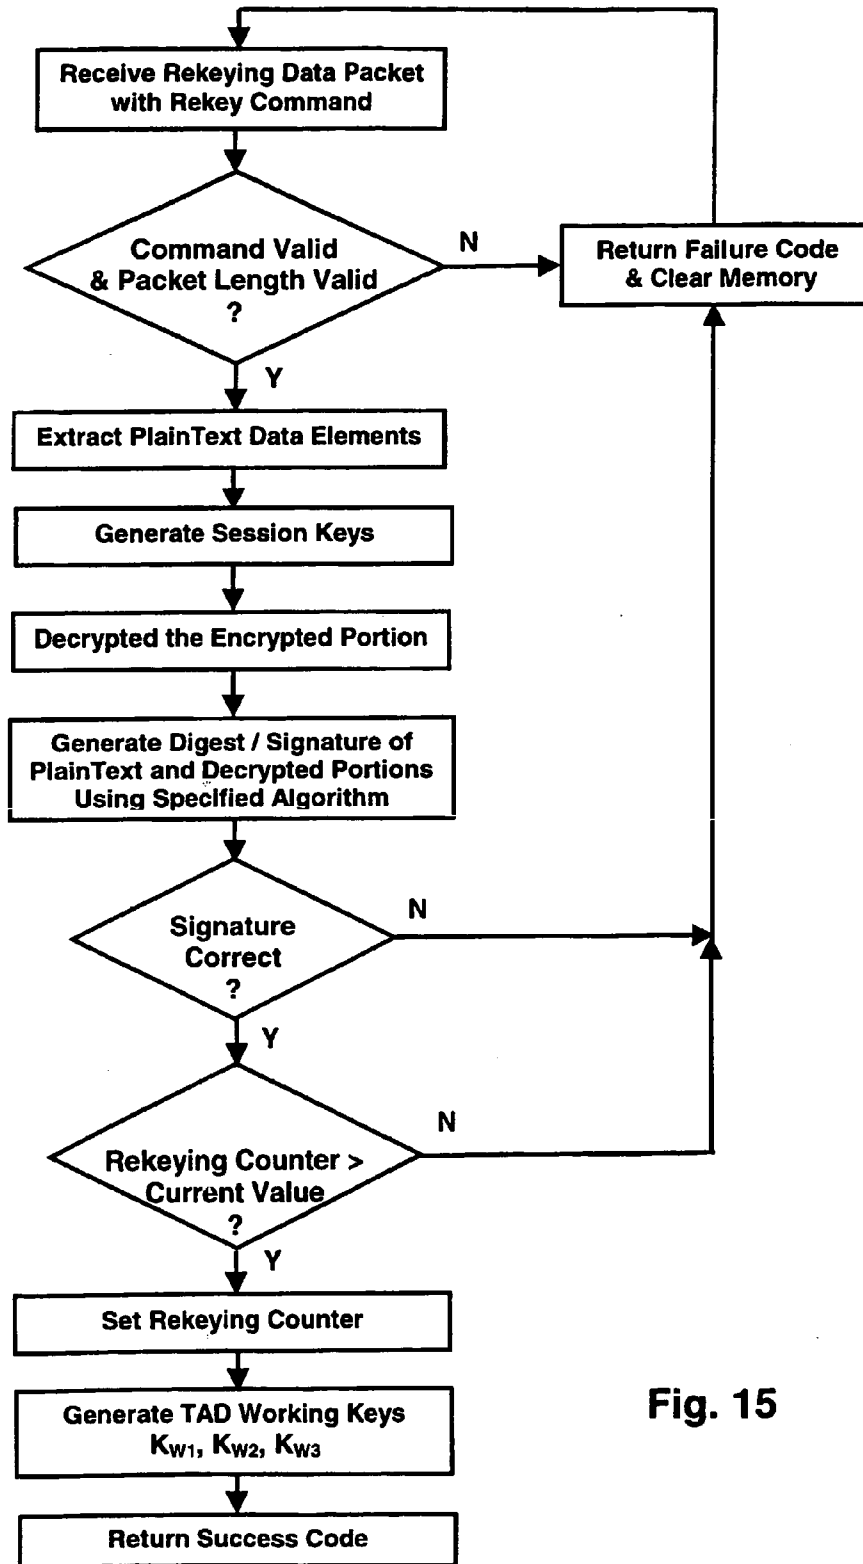 Receive Rekeying Data Packet
with Rekey Command
Command Valid
& Packet Length Valid
?
N
Return Failure Code
& Clear Memory
Y
Extract PlainText Data Elements
Generate Session Keys
Decrypted the Encrypted Portion
Generate Digest / Signature of
PlainText and Decrypted Portions
Using Specified Algorithm
Signature
Correct
?
N
Y
Rekeying Counter >
Current Value
?
N
Y
Set Rekeying Counter
Generate TAD Working Keys
KW1, KW2, KW3
Return Success Code
Fig. 15